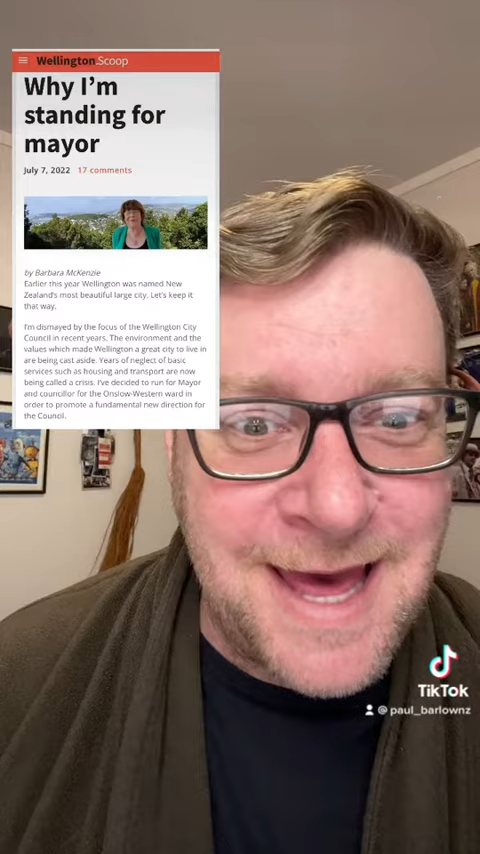 Wellington.Scoop
Why I'm
standing for
mayor
July 7, 2022 17 comments
by Barbara McKenzie
Earlier this year Wellington was named New
Zealand's most beautiful large city. Let's keep it
that way.
I'm dismayed by the focus of the Wellington City
Council in recent years. The environment and the
values which made Wellington a great city to live in
are being cast aside. Years of neglect of basic
services such as housing and transport are now
being called a crisis. I've decided to run for Mayor
and councillor for the Onslow-Western ward in
order to promote a fundamental new direction for
the Council.
TikTok
@paul_barlownz